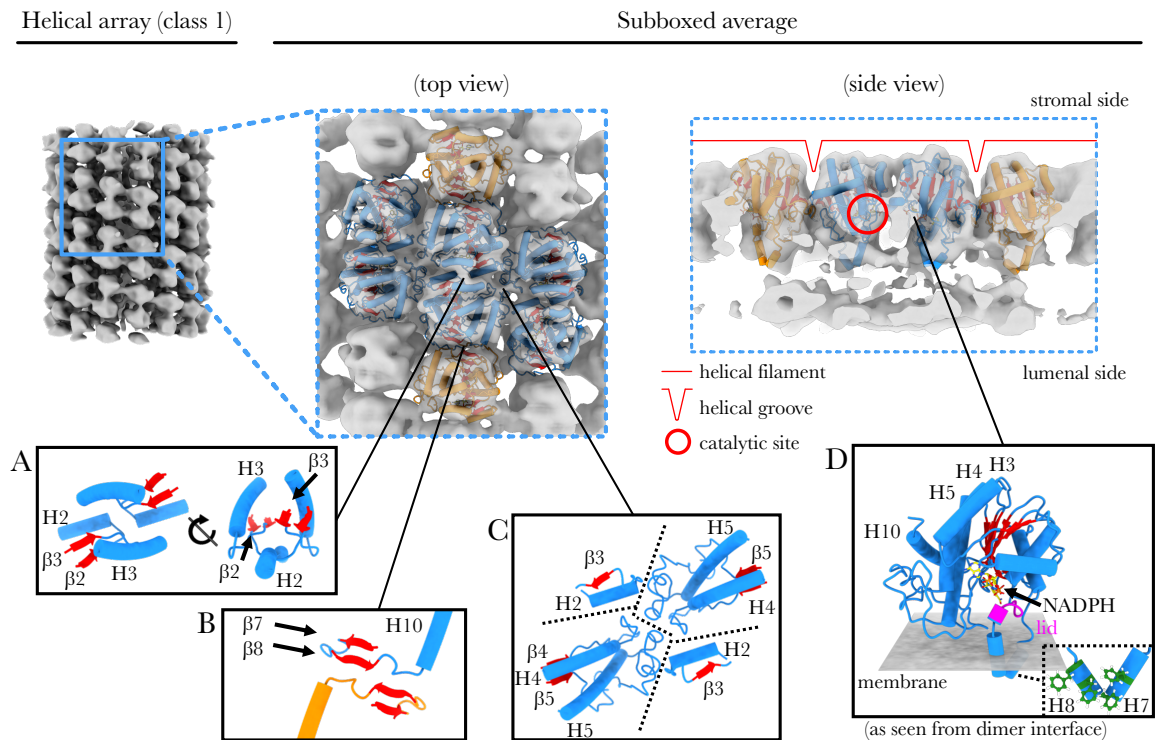 Helical array (class 1)
Subboxed average
(top view)
(side view)
stromal side
lumenal side
helical filament
helical groove
catalytic site
A
H3
β3
H2
β3
β2
H3
β2
H2
B
β7
β8
H10
C
H5
β3
β5
H2
H4
β4
H2
H4
β5
β3
H5
D
H3
H4
H5
H10
NADPH
lid
membrane
H8
H7
(as seen from dimer interface)